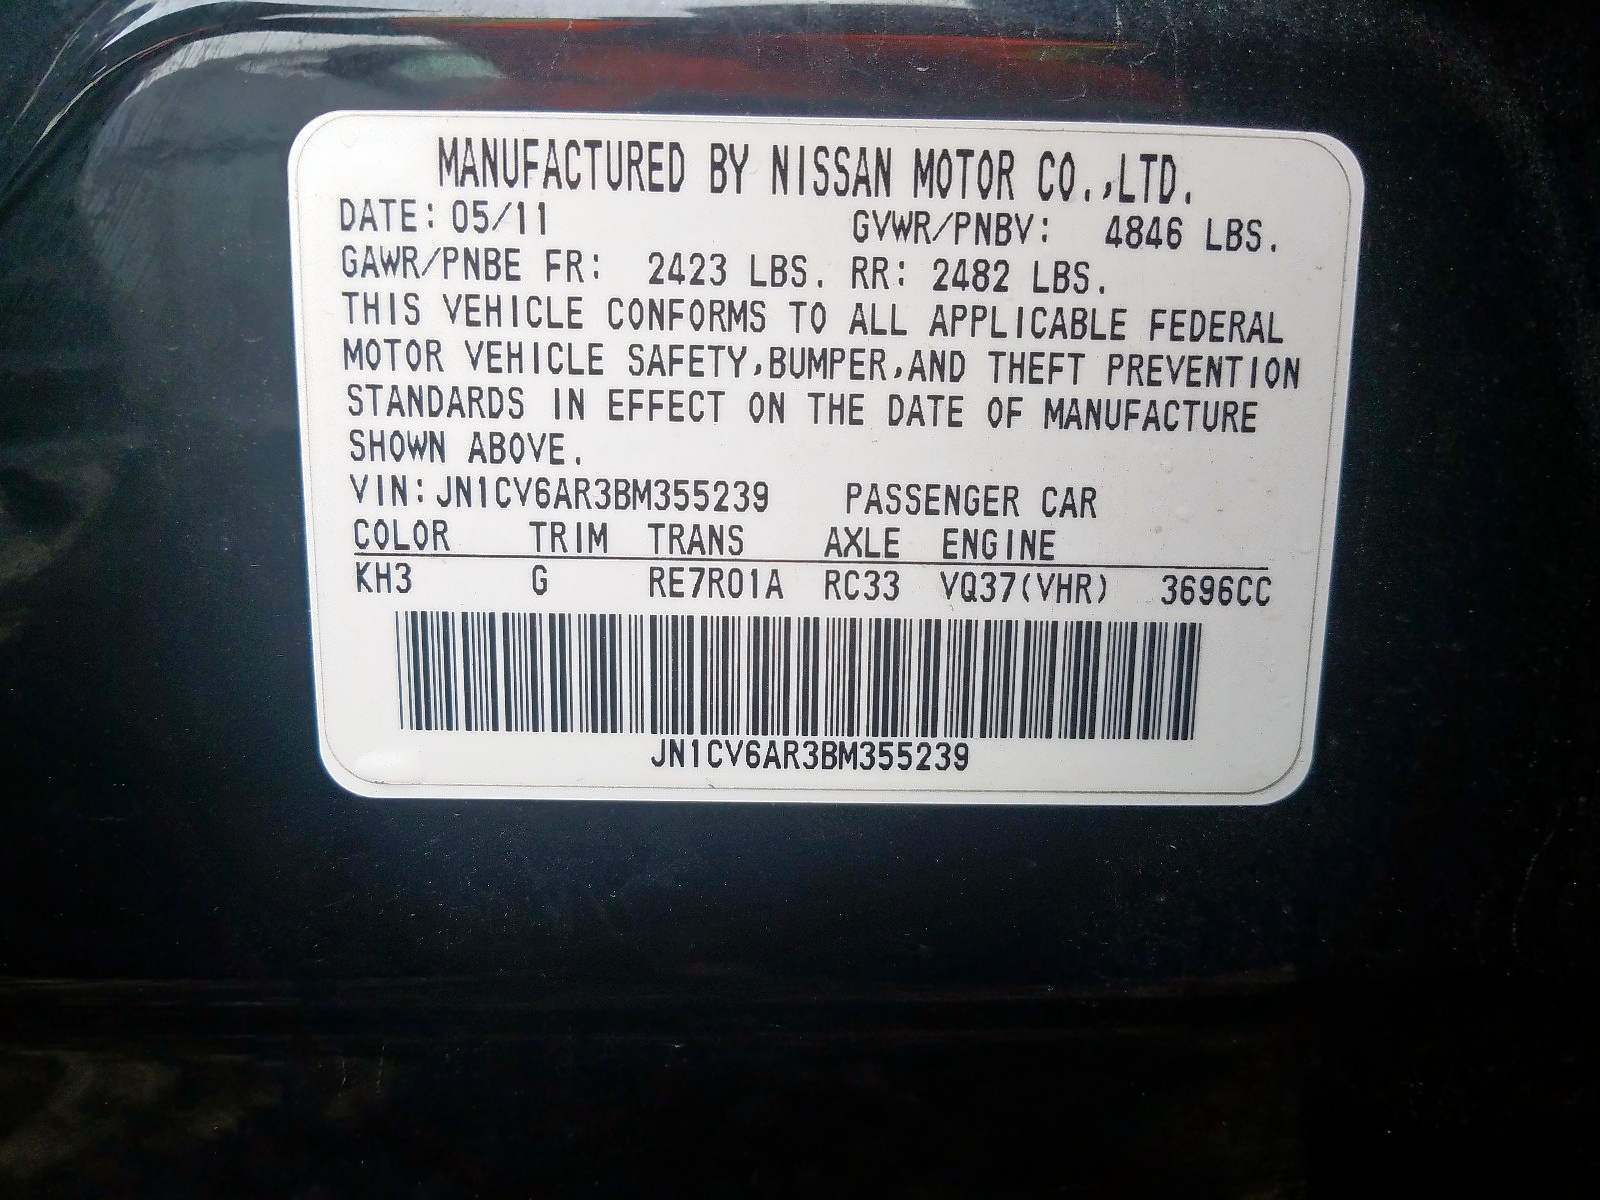 MANUFACTURED BY NISSAN MOTOR CO.,LTD.
DATE: 05/11 GVWR/PNBV: 4846 LBS.
GAWR/PNBE FR: 2423 LBS. RR: 2482 LBS.
THIS VEHICLE CONFORMS TO ALL APPLICABLE FEDERAL
MOTOR VEHICLE SAFETY,BUMPER,AND THEFT PREVENTION
STANDARDS IN EFFECT ON THE DATE OF MANUFACTURE
SHOWN ABOVE.
VIN: JN1CV6AR3BM355239 PASSENGER CAR
COLOR TRIM TRANS AXLE ENGINE
KH3 G RE7R01A RC33 VQ37(VHR) 3696CC
JN1CV6AR3BM355239